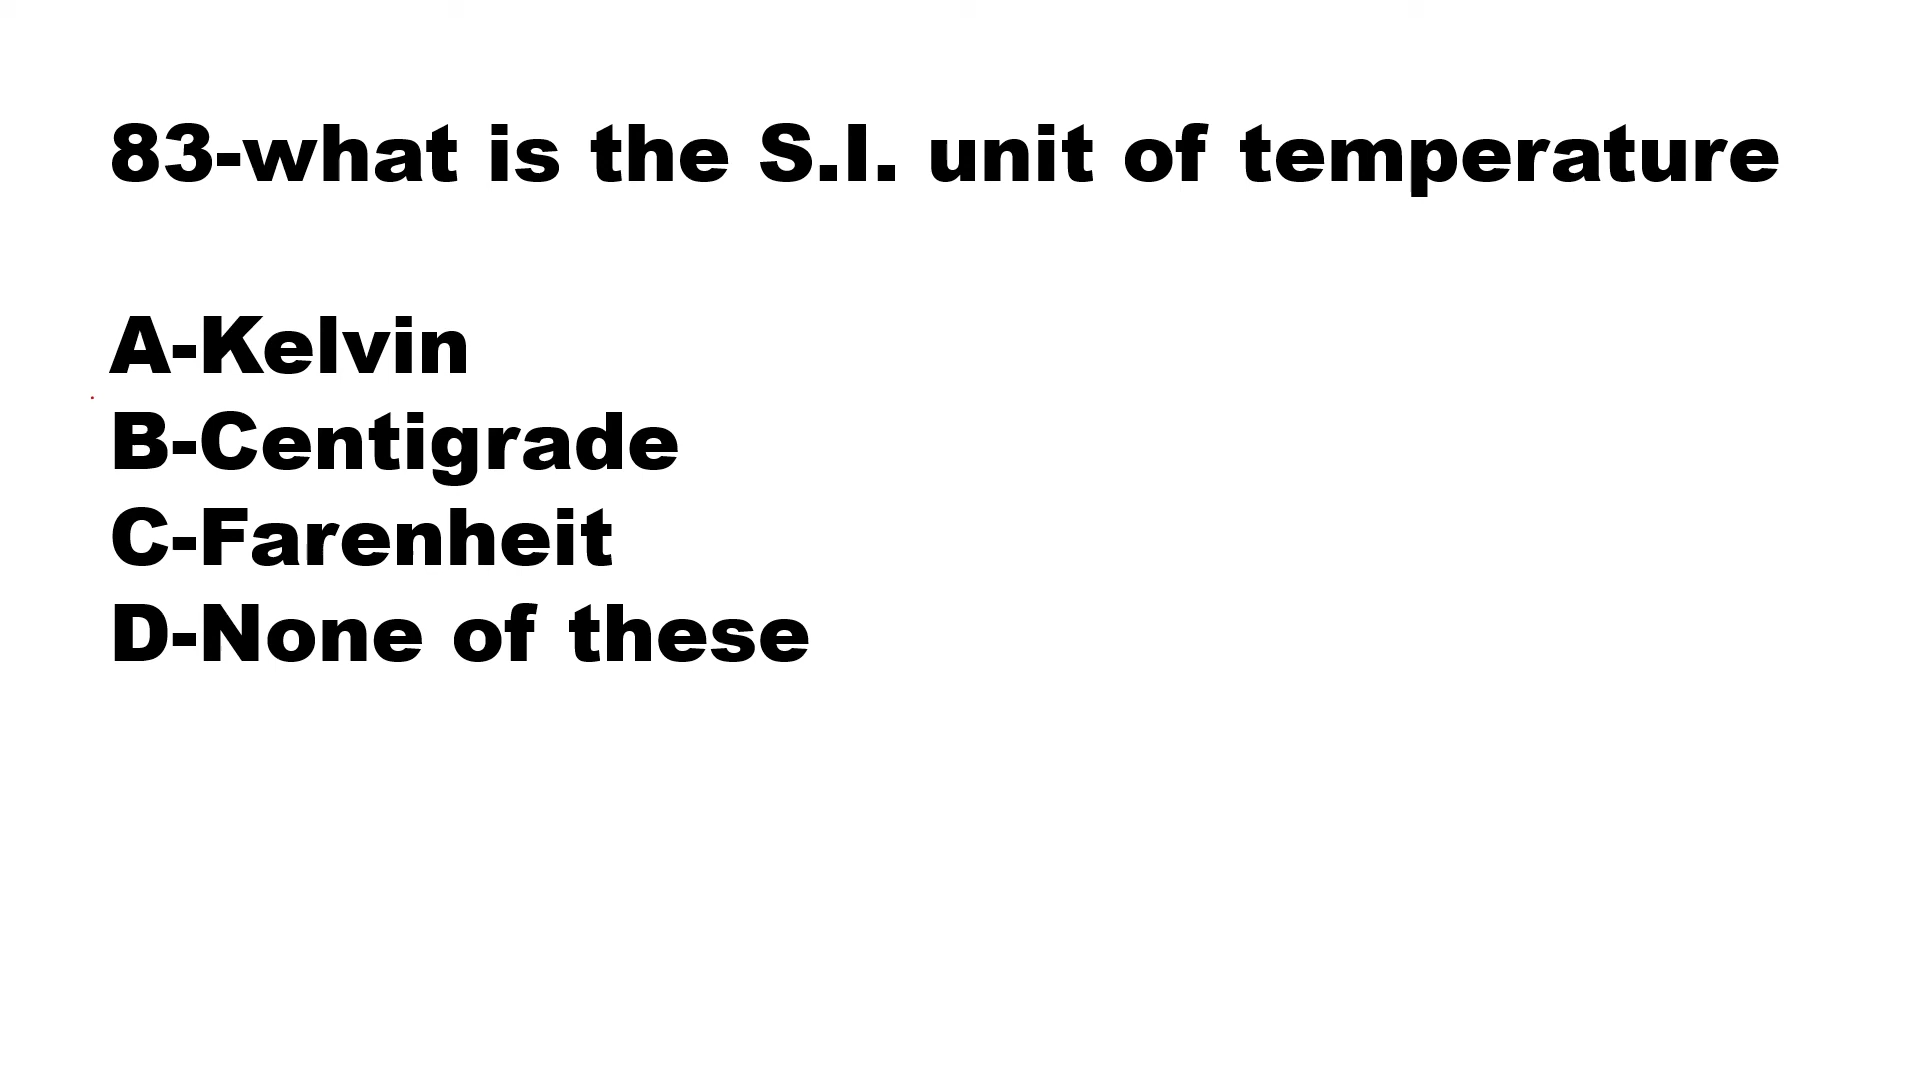 83-what is the S.I. unit of temperature
A-Kelvin
B-Centigrade
C-Farenheit
D-None of these